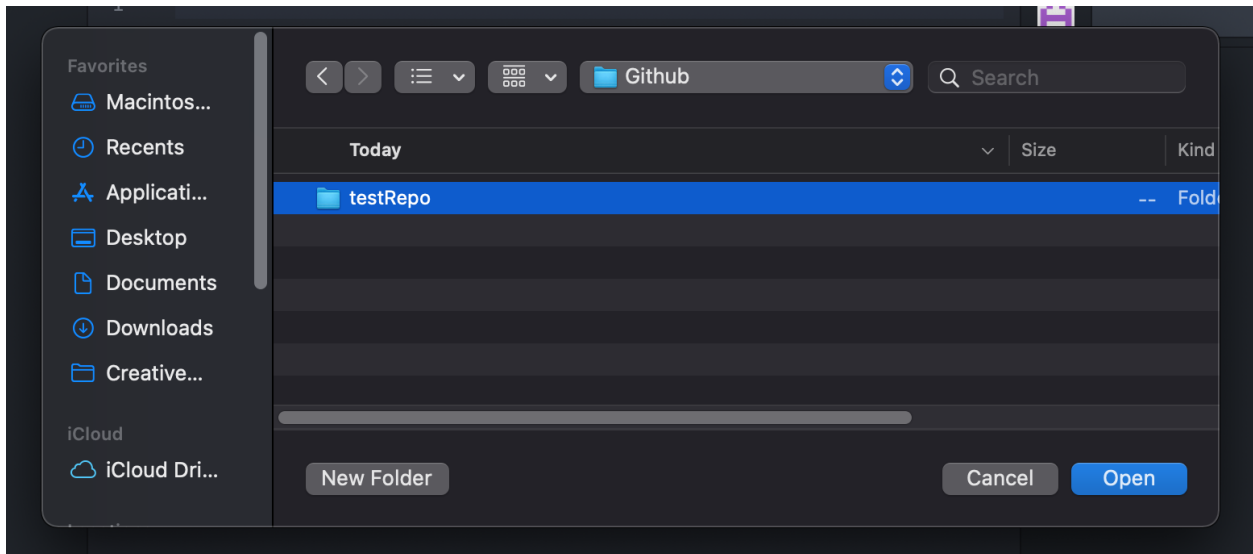 1
Favorites
Macintos...
Recents
Applicati...
Desktop
Documents
Downloads
Creative...
iCloud
iCloud Dri...
Github
Search
Today
Size
Kind
testRepo
--
Fold
New Folder
Cancel
Open